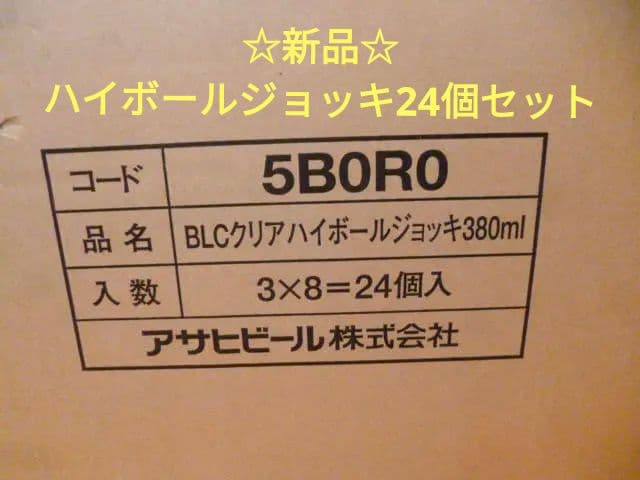 ☆新品☆
ハイボールジョッキ24個セット
コード 5B0R0
品名 BLCクリアハイボールジョッキ380ml
入数 3×8=24個入
アサヒビール株式会社